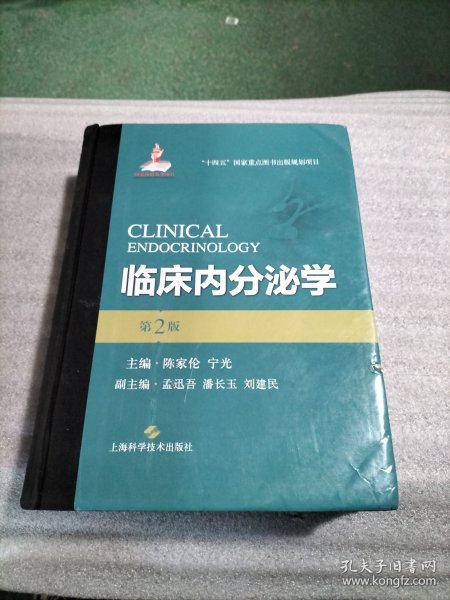 "十四五"国家重点图书出版规划项目
CLINICAL
ENDOCRINOLOGY
临床内分泌学
第2版
主编·陈家伦 宁光
副主编·孟迅吾 潘长玉 刘建民
上海科学技术出版社
孔夫子旧书网
www.kongfz.com